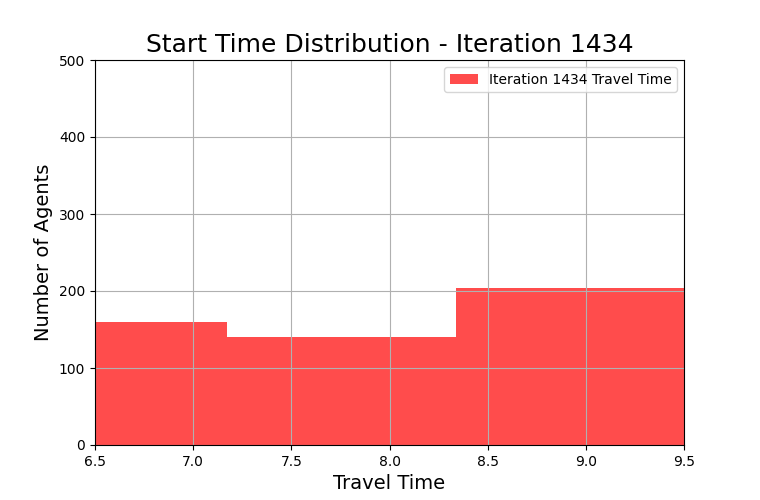 Start Time Distribution - Iteration 1434
500
400
300
200
100
0
Number of Agents
Iteration 1434 Travel Time
6.5 7.0 7.5 8.0 8.5 9.0 9.5
Travel Time